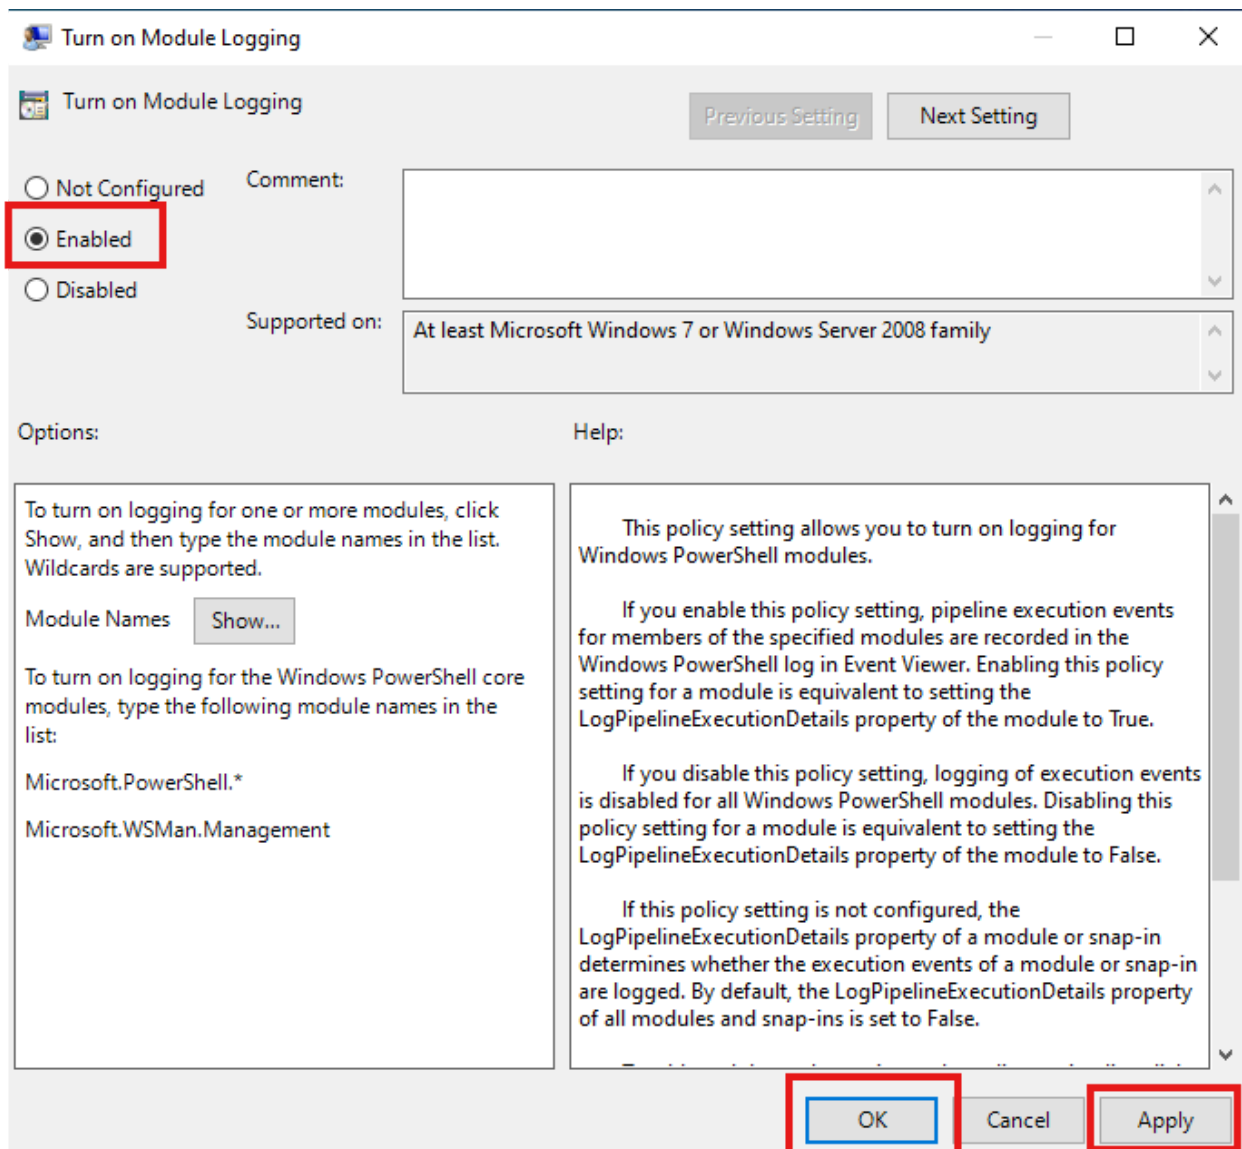 Turn on Module Logging
Turn on Module Logging
Previous Setting
Next Setting
Not Configured
Enabled
Disabled
Comment:
Supported on:
At least Microsoft Windows 7 or Windows Server 2008 family
Options:
Help:
To turn on logging for one or more modules, click
Show, and then type the module names in the list.
Wildcards are supported.
Module Names
Show...
To turn on logging for the Windows PowerShell core
modules, type the following module names in the
list:
Microsoft.PowerShell.*
Microsoft.WSMan.Management
This policy setting allows you to turn on logging for
Windows PowerShell modules.
If you enable this policy setting, pipeline execution events
for members of the specified modules are recorded in the
Windows PowerShell log in Event Viewer. Enabling this policy
setting for a module is equivalent to setting the
LogPipelineExecutionDetails property of the module to True.
If you disable this policy setting, logging of execution events
is disabled for all Windows PowerShell modules. Disabling this
policy setting for a module is equivalent to setting the
LogPipelineExecutionDetails property of the module to False.
If this policy setting is not configured, the
LogPipelineExecutionDetails property of a module or snap-in
determines whether the execution events of a module or snap-in
are logged. By default, the LogPipelineExecutionDetails property
of all modules and snap-ins is set to False.
OK
Cancel
Apply